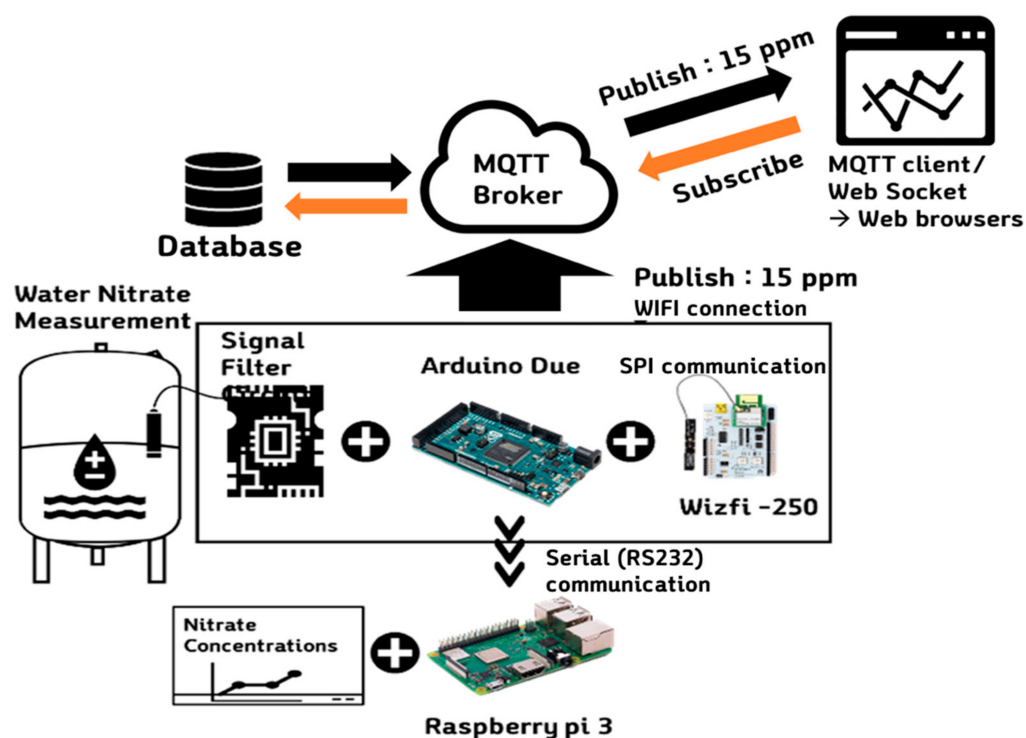 Publish : 15 ppm
MQTT
Broker
Subscribe
MQTT client/
Web Socket
→ Web browsers
Database
Publish : 15 ppm
WIFI connection
Water Nitrate
Measurement
Signal
Filter
Arduino Due
SPI communication
Wizfi -250
Serial (RS232)
communication
Nitrate
Concentrations
Raspberry pi 3